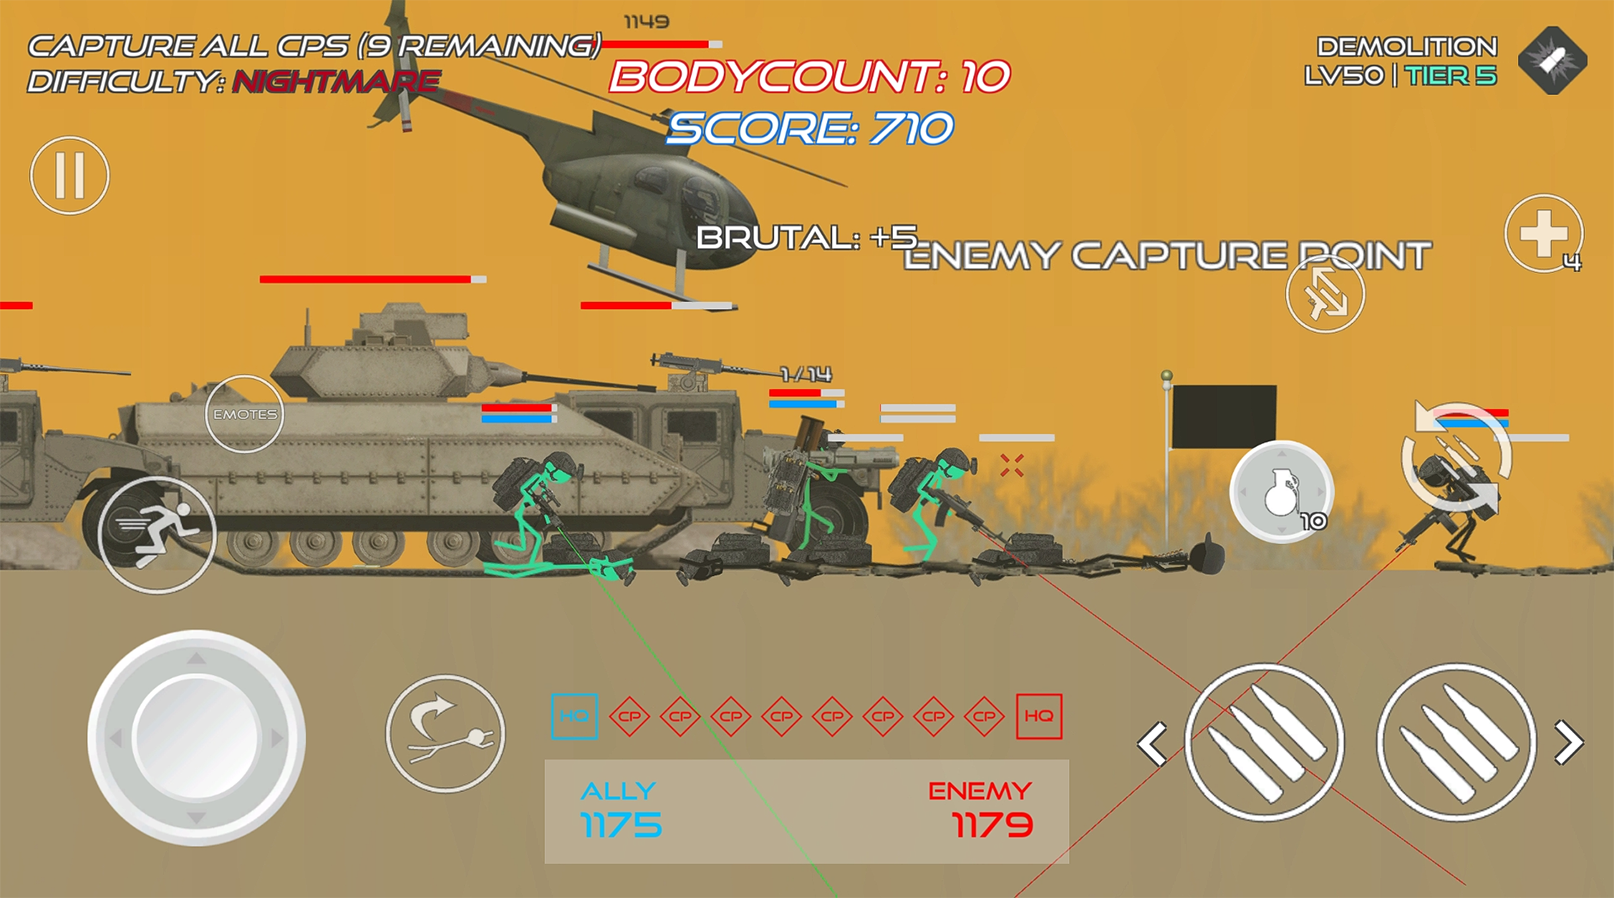 1149
CAPTURE ALL CPS (9 REMAINING)
DIFFICULTY: NIGHTMARE
BODYCOUNT: 10
SCORE: 710
DEMOLITION
LV50 | TIER 5
BRUTAL: +5
ENEMY CAPTURE POINT
4
1/14
EMOTES
10
HQ CP CP CP CP CP CP CP CP HQ
ALLY ENEMY
1175 1179